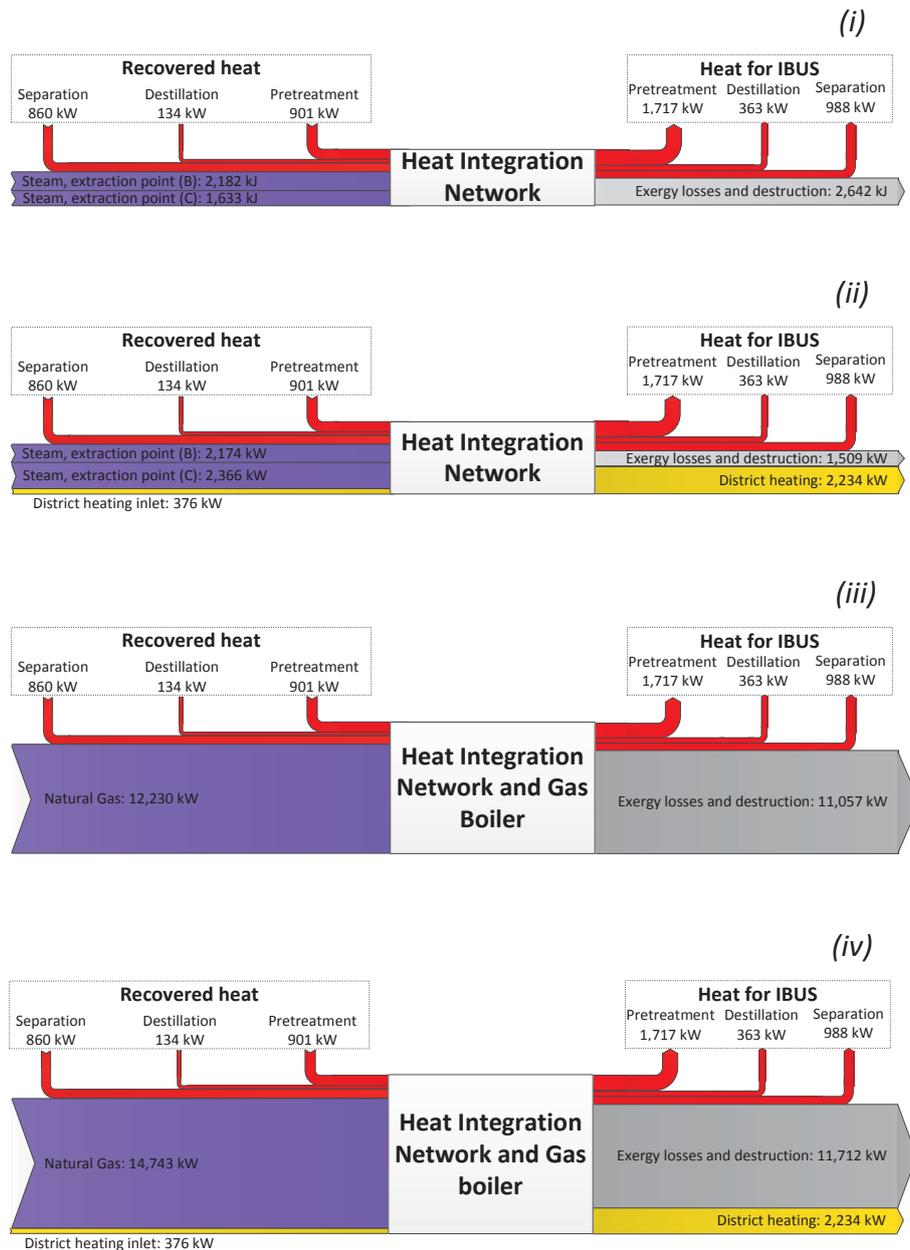 (i)
Recovered heat
Separation
860 kW
Destillation
134 kW
Pretreatment
901 kW
Heat for IBUS
Pretreatment
1,717 kW
Destillation
363 kW
Separation
988 kW
Steam, extraction point (B): 2,182 kJ
Steam, extraction point (C): 1,633 kJ
Heat Integration
Network
Exergy losses and destruction: 2,642 kJ
(ii)
Recovered heat
Separation
860 kW
Destillation
134 kW
Pretreatment
901 kW
Heat for IBUS
Pretreatment
1,717 kW
Destillation
363 kW
Separation
988 kW
Steam, extraction point (B): 2,174 kW
Steam, extraction point (C): 2,366 kW
District heating inlet: 376 kW
Heat Integration
Network
Exergy losses and destruction: 1,509 kW
District heating: 2,234 kW
(iii)
Recovered heat
Separation
860 kW
Destillation
134 kW
Pretreatment
901 kW
Heat for IBUS
Pretreatment
1,717 kW
Destillation
363 kW
Separation
988 kW
Natural Gas: 12,230 kW
Heat Integration
Network and Gas
Boiler
Exergy losses and destruction: 11,057 kW
(iv)
Recovered heat
Separation
860 kW
Destillation
134 kW
Pretreatment
901 kW
Heat for IBUS
Pretreatment
1,717 kW
Destillation
363 kW
Separation
988 kW
Natural Gas: 14,743 kW
District heating inlet: 376 kW
Heat Integration
Network and Gas
boiler
Exergy losses and destruction: 11,712 kW
District heating: 2,234 kW